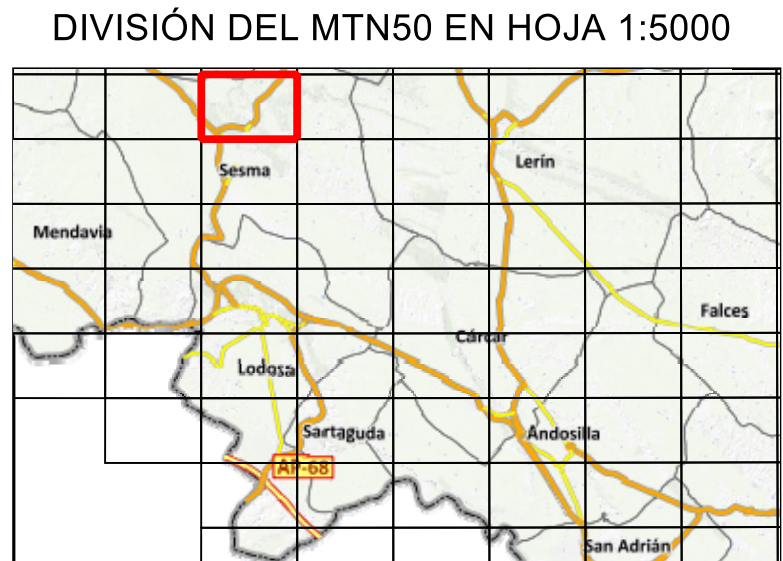 DIVISIÓN DEL MTN50 EN HOJA 1:5000
Lerín
Sesma
Mendavia
Falces
Cárcar
Lodosa
Sartaguda
Andosilla
AP-68
San Adrián